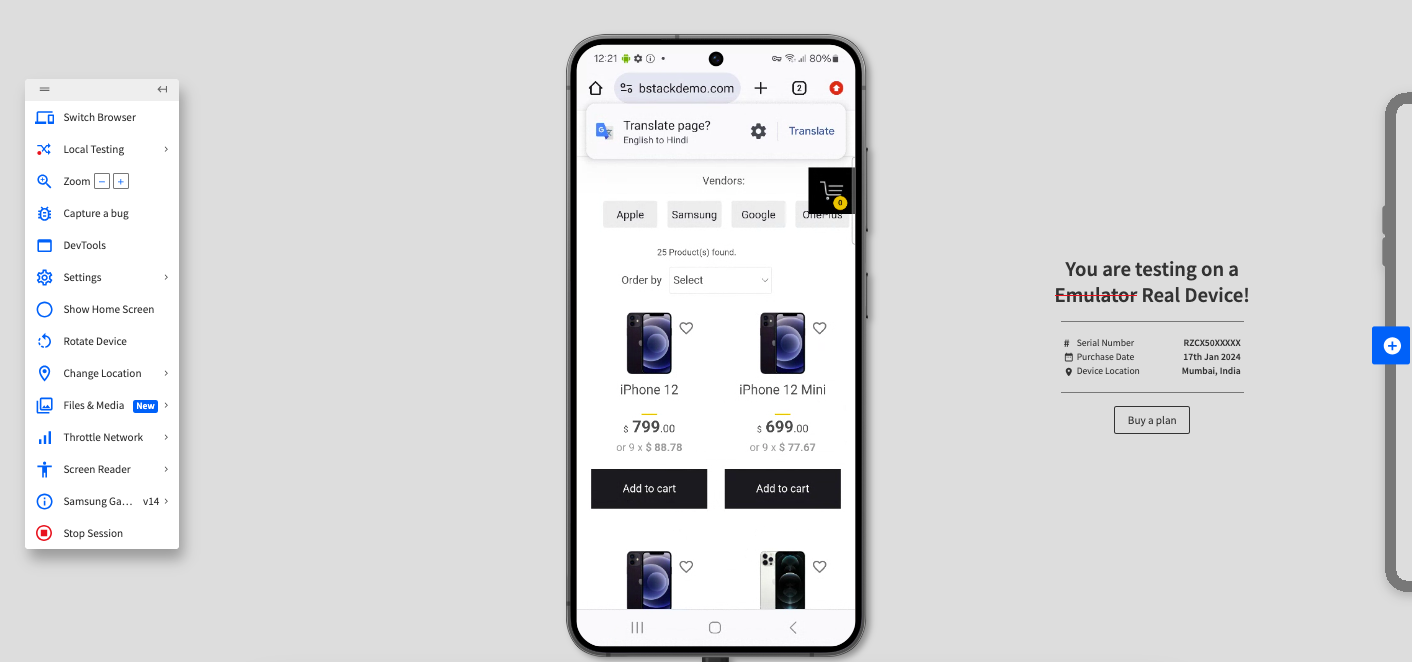 Switch Browser
Local Testing
Zoom − +
Capture a bug
DevTools
Settings
Show Home Screen
Rotate Device
Change Location
Files & Media New
Throttle Network
Screen Reader
Samsung Ga... v14
Stop Session
12:21 80%
bstackdemo.com 2
Translate page?
English to Hindi
Translate
Vendors:
0
Apple Samsung Google OnePlus
25 Product(s) found.
Order by Select
iPhone 12 iPhone 12 Mini
$ 799.00 $ 699.00
or 9 x $ 88.78 or 9 x $ 77.67
Add to cart Add to cart
You are testing on a
Emulator Real Device!
# Serial Number RZCX50XXXXX
Purchase Date 17th Jan 2024
Device Location Mumbai, India
Buy a plan